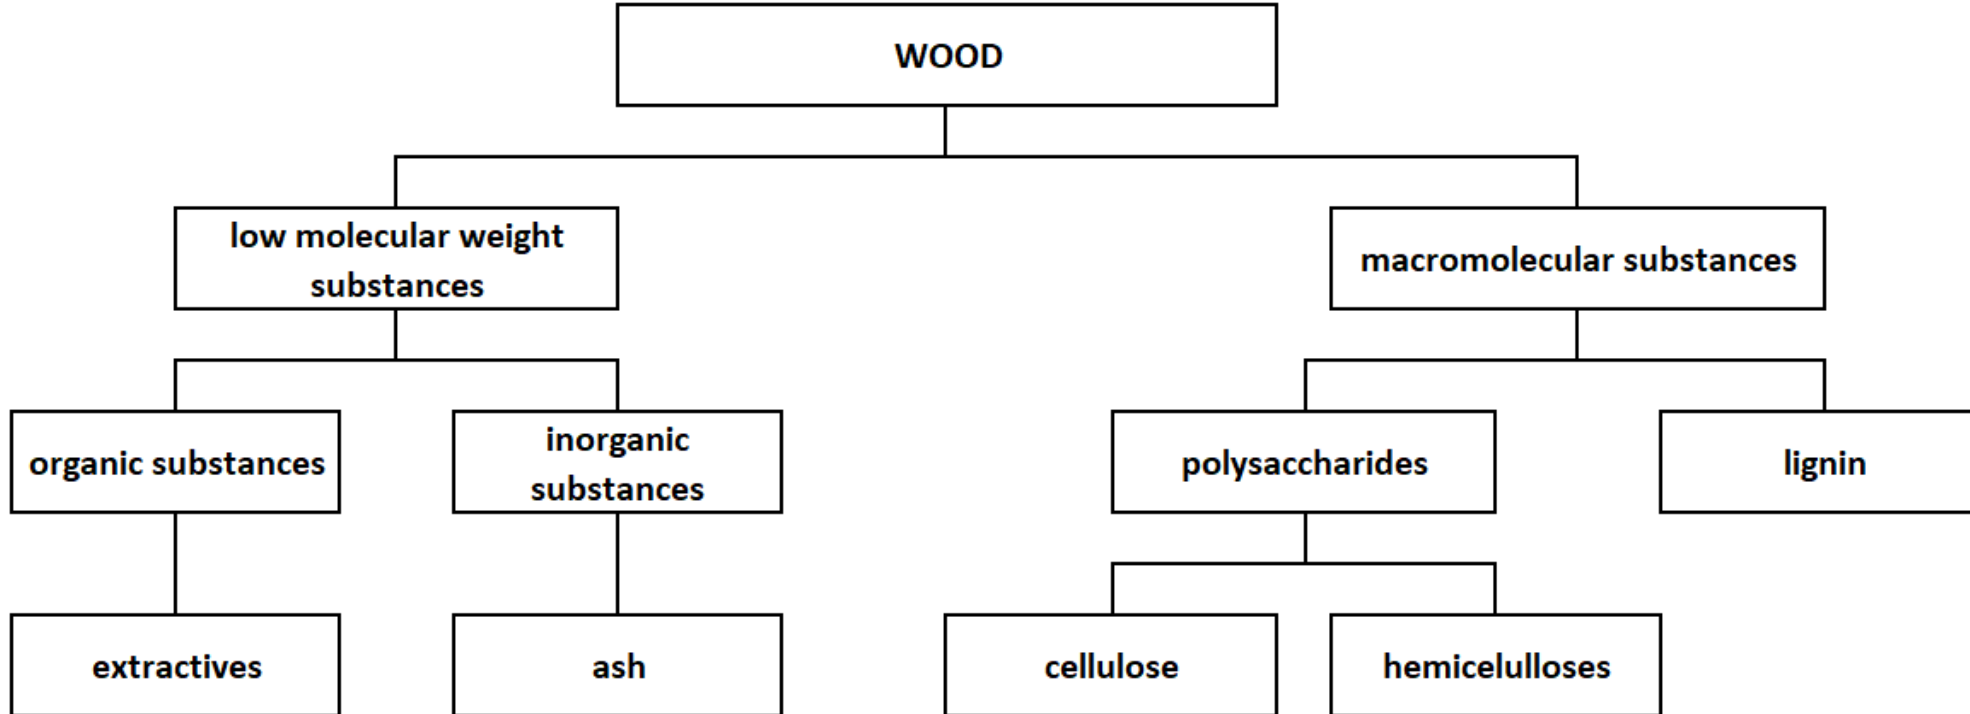 WOOD
low molecular weight
substances
macromolecular substances
organic substances
inorganic
substances
polysaccharides
lignin
extractives
ash
cellulose
hemicelulloses